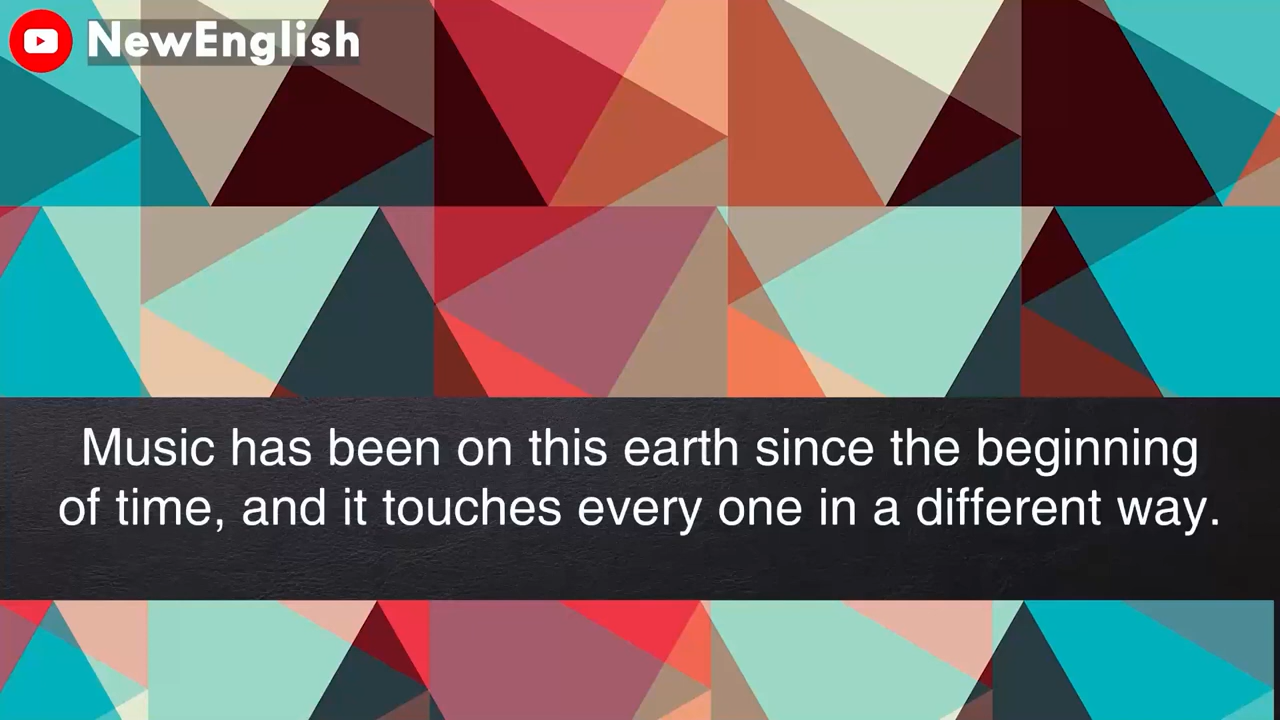 NewEnglish
Music has been on this earth since the beginning
of time, and it touches every one in a different way.